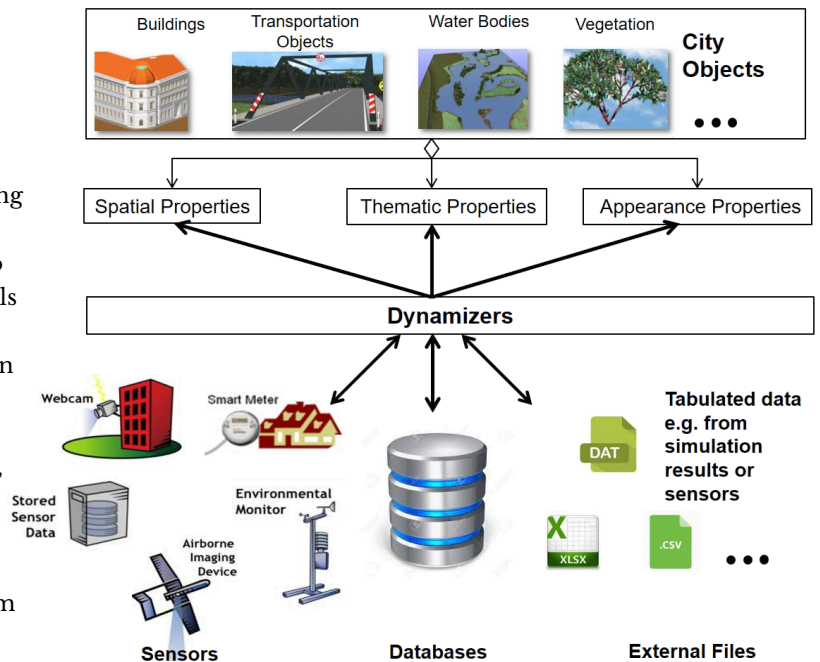 Buildings
Transportation
Objects
Water Bodies
Vegetation
City
Objects
ing
Spatial Properties
Thematic Properties
Appearance Properties
ls
Dynamizers
n
Webcam
Smart Meter
Tabulated data
e.g. from
simulation
results or
sensors
DAT
,
Stored
Sensor
Data
Environmental
Monitor
Airborne
Imaging
Device
X
XLSX
.CSV
m
Sensors
Databases
External Files